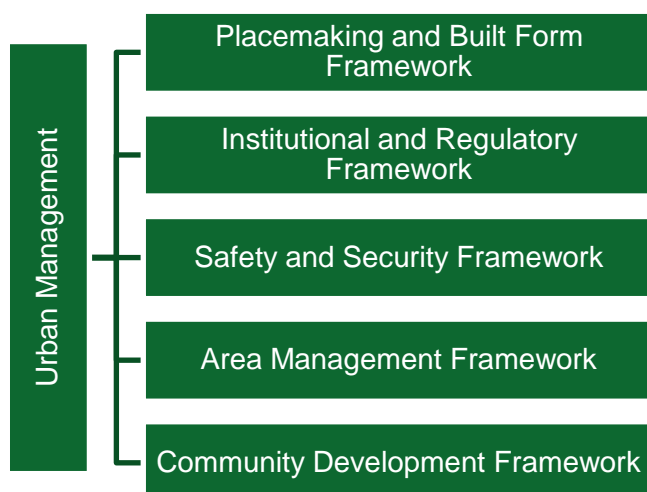 Urban Management
Placemaking and Built Form
Framework
Institutional and Regulatory
Framework
Safety and Security Framework
Area Management Framework
Community Development Framework